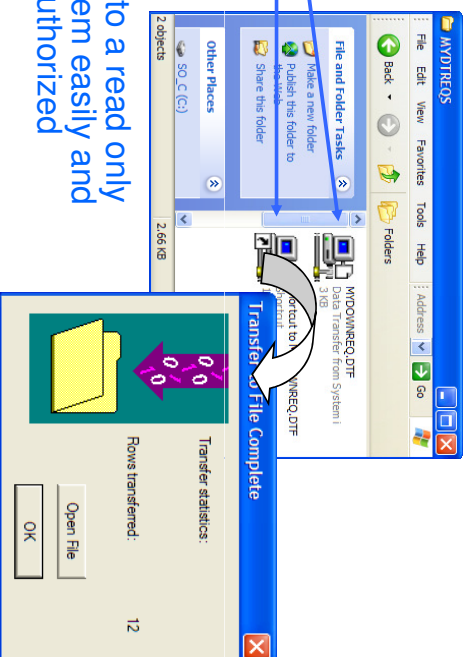 MYDTREQS
File Edit View Favorites Tools Help Address Go
Back Folders
File and Folder Tasks
Make a new folder
Publish this folder to
the Web
Share this folder
Other Places
SO_C (C:)
MYDOWNREQ.DTF
Data Transfer from System i
3 KB
WNREQ.DTF
2 objects
2.66 KB
to a read only
em easily and
uthorized
Transfer to File Complete
Transfer statistics:
Rows transferred: 12
Open File
OK